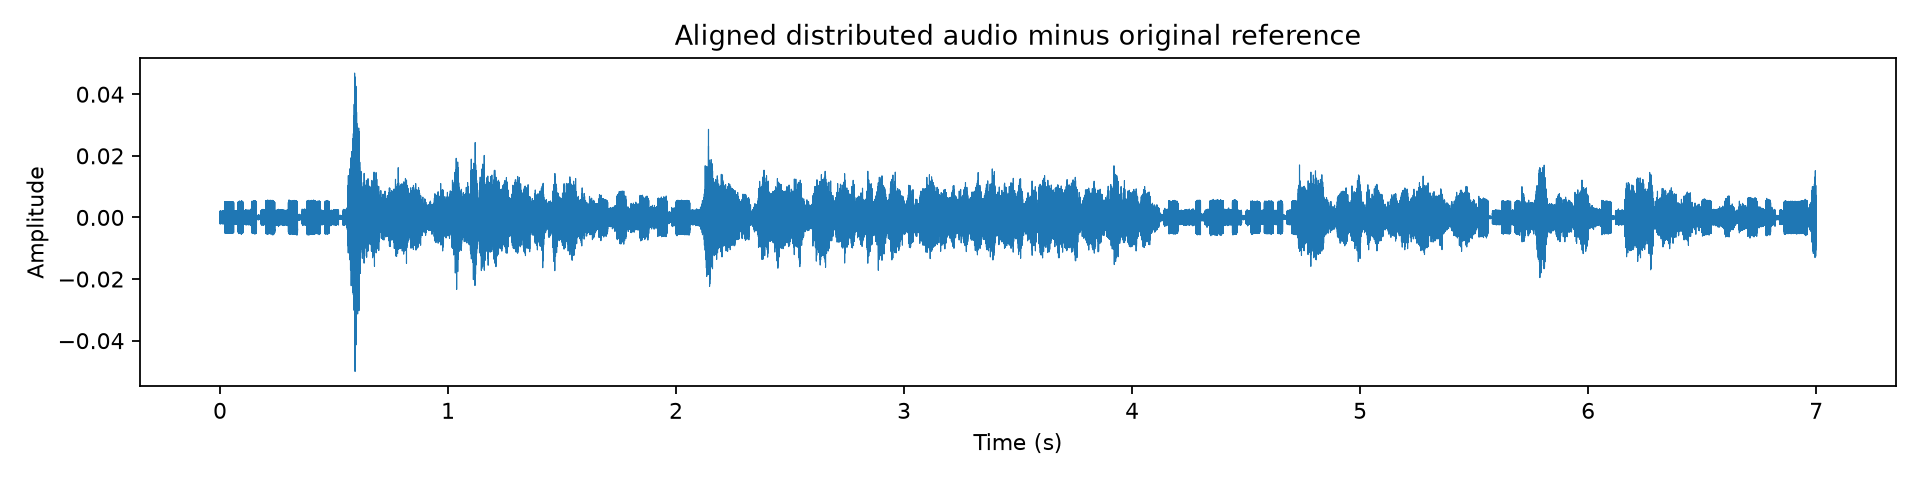 Aligned distributed audio minus original reference
0.04
0.02
0.00
−0.02
−0.04
Amplitude
0 1 2 3 4 5 6 7
Time (s)